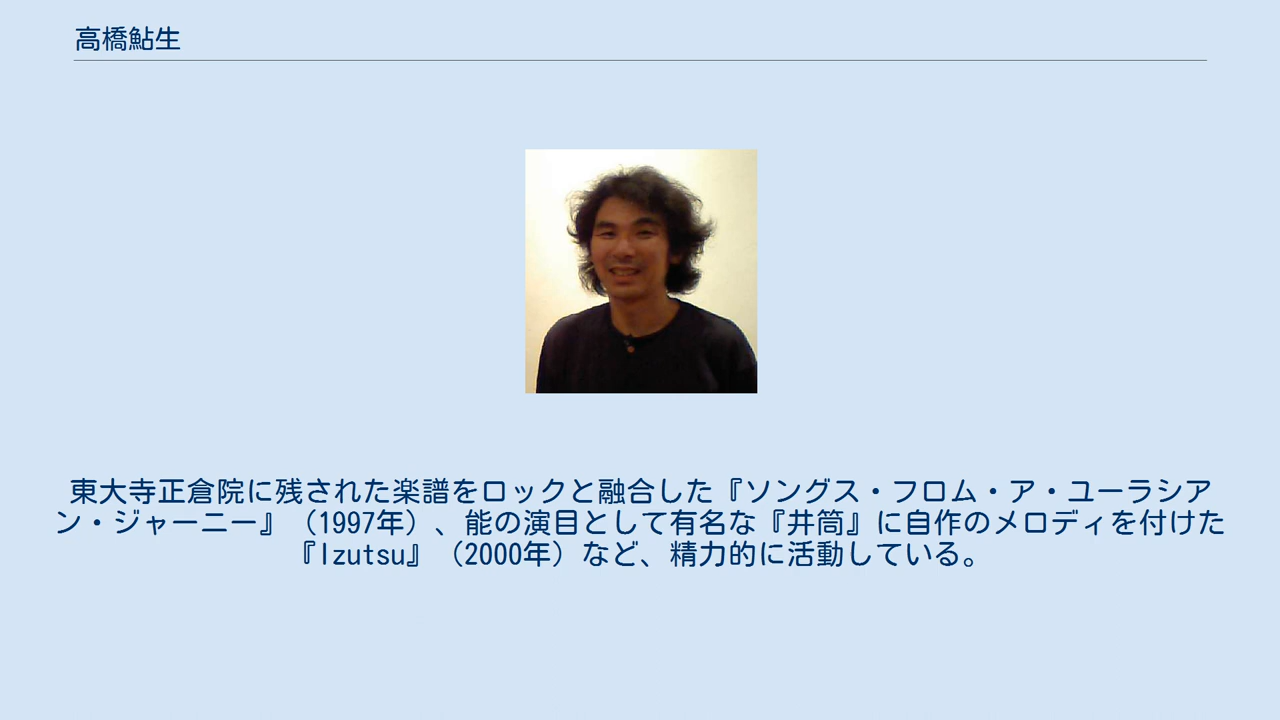 高橋鮎生
東大寺正倉院に残された楽譜をロックと融合した『ソングス・フロム・ア・ユーラシア
ン・ジャーニー』（1997年）、能の演目として有名な『井筒』に自作のメロディを付けた
『Izutsu』（2000年）など、精力的に活動している。